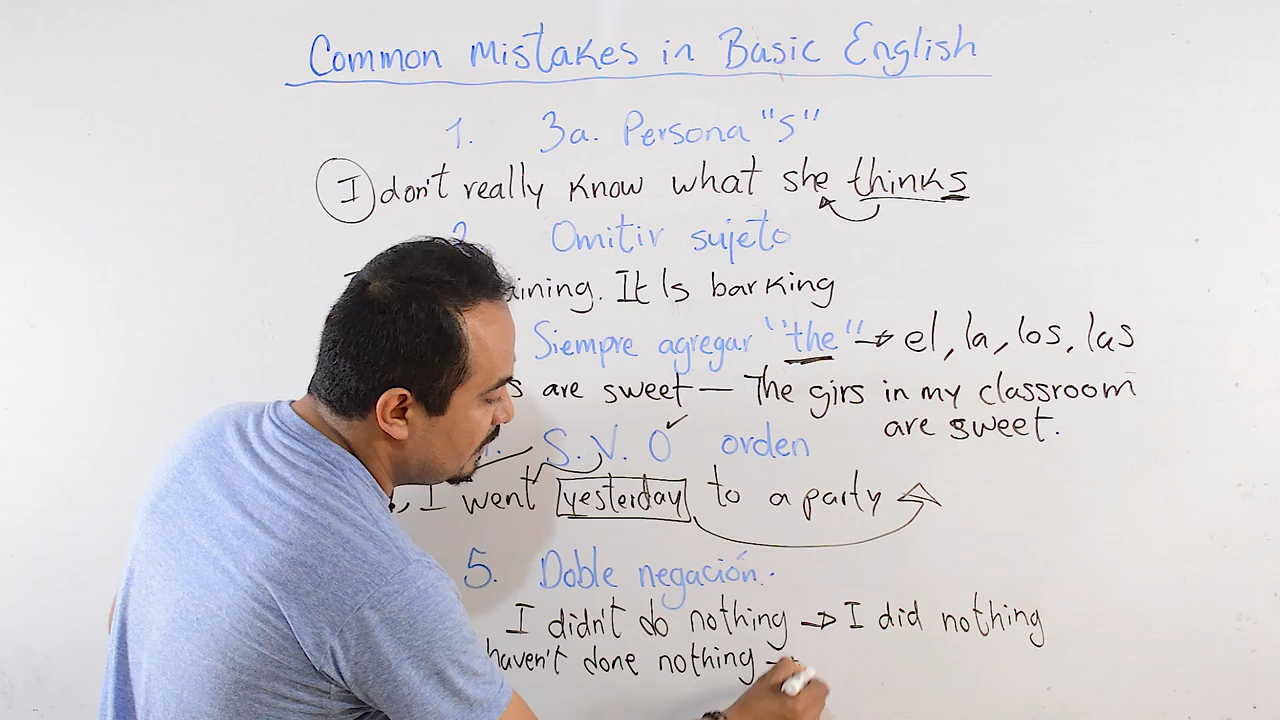 Common Mistakes in Basic English
1. 3a. Persona "S"
I don't really know what she thinks
2. Omitir sujeto
ining. It Is barking
Siempre agregar "the" → el, la, los, las
s are sweet — The girs in my classroom
are sweet.
S. V. O ✓ orden
, I went yesterday to a party
5. Doble negación.
I didn't do nothing → I did nothing
haven't done nothing →